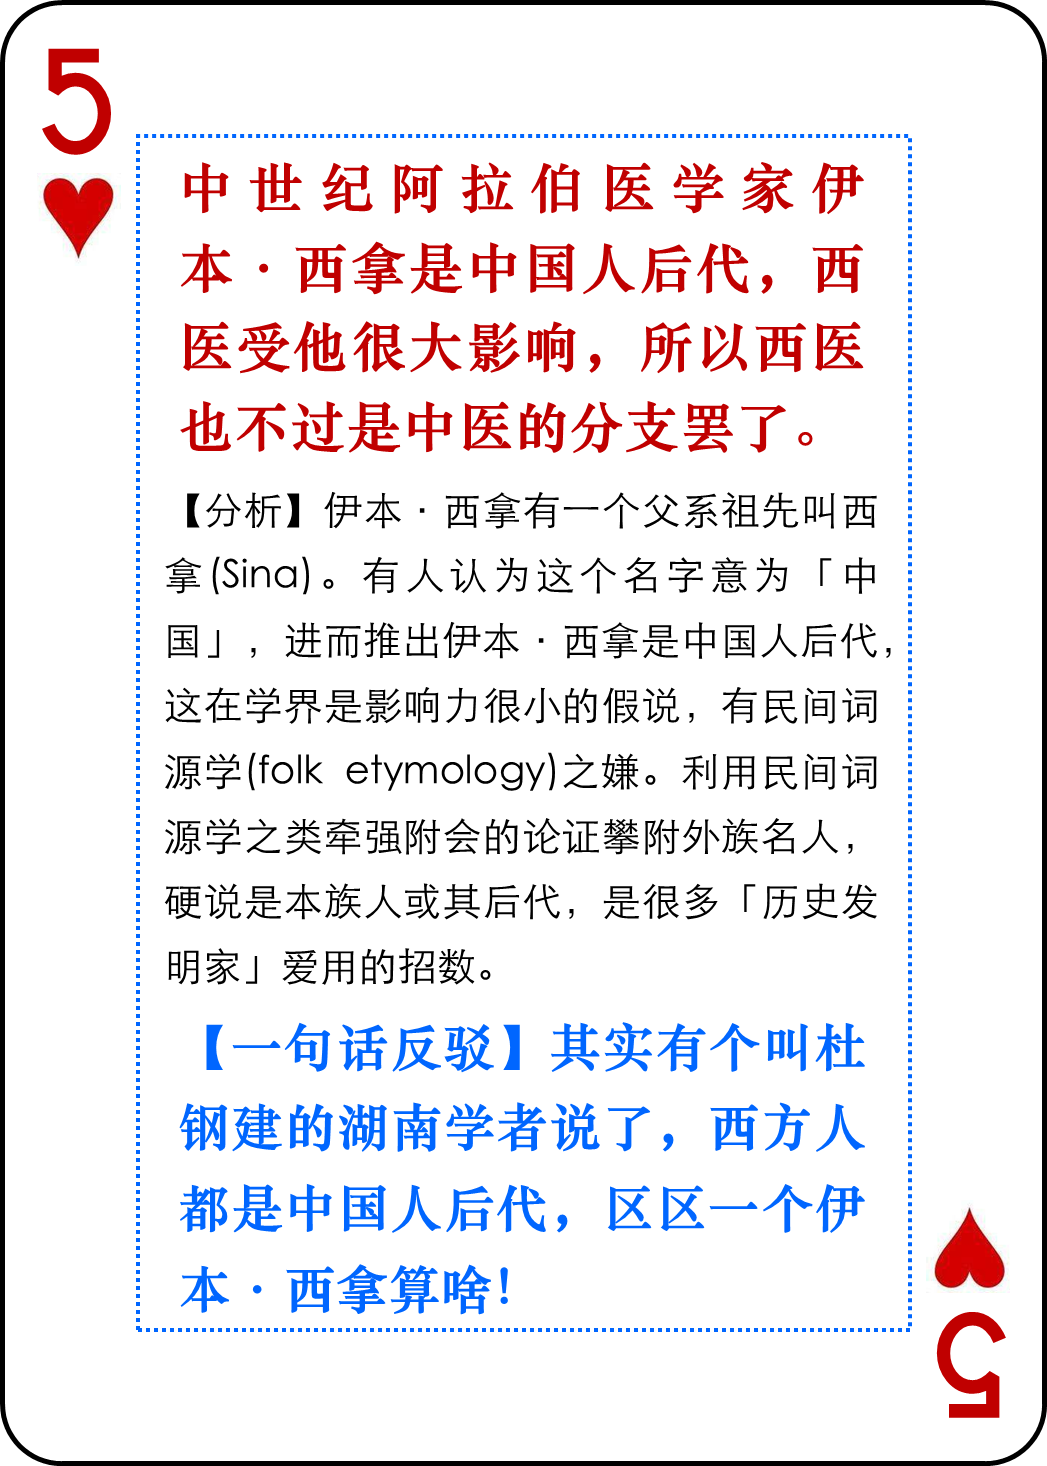 5
中世纪阿拉伯医学家伊
本·西拿是中国人后代，西
医受他很大影响，所以西医
也不过是中医的分支罢了。
【分析】伊本·西拿有一个父系祖先叫西
拿(Sina)。有人认为这个名字意为「中
国」，进而推出伊本·西拿是中国人后代，
这在学界是影响力很小的假说，有民间词
源学(folk etymology)之嫌。利用民间词
源学之类牵强附会的论证攀附外族名人，
硬说是本族人或其后代，是很多「历史发
明家」爱用的招数。
【一句话反驳】其实有个叫杜
钢建的湖南学者说了，西方人
都是中国人后代，区区一个伊
本·西拿算啥！
5